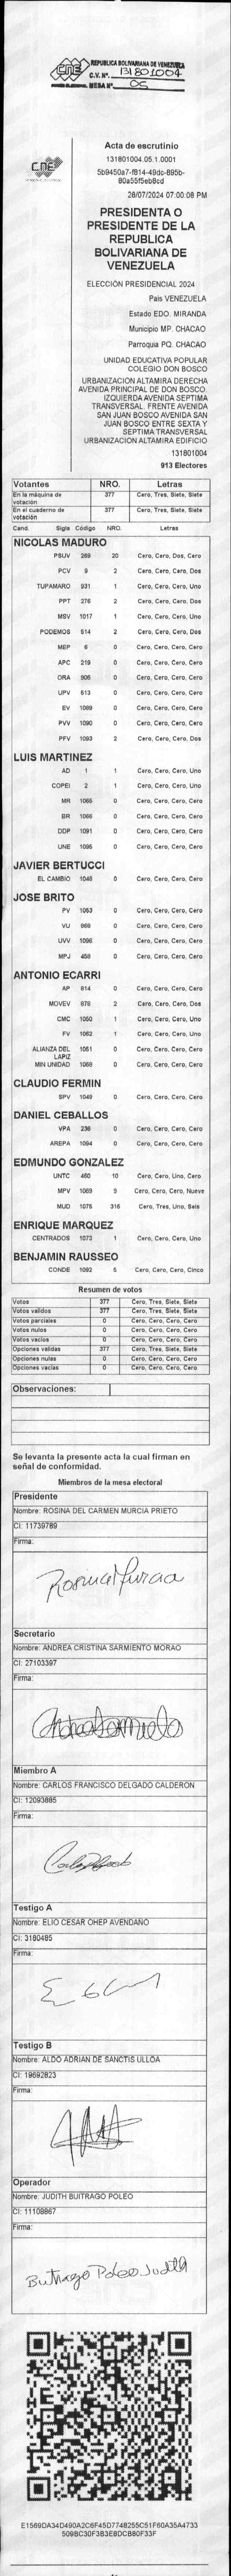 CNE
REPUBLICA BOLIVARIANA DE VENEZUELA
C.V. Nº. 131801004
PODER ELECTORAL MESA Nº 05
CNE
Acta de escrutinio
131801004.05.1.0001
5b9450a7-f814-49dc-895b-
80a55f5eb8cd
28/07/2024 07:00:08 PM
PRESIDENTA O
PRESIDENTE DE LA
REPUBLICA
BOLIVARIANA DE
VENEZUELA
ELECCIÓN PRESIDENCIAL 2024
Pais VENEZUELA
Estado EDO. MIRANDA
Municipio MP. CHACAO
Parroquia PQ. CHACAO
UNIDAD EDUCATIVA POPULAR
COLEGIO DON BOSCO
URBANIZACION ALTAMIRA DERECHA
AVENIDA PRINCIPAL DE DON BOSCO.
IZQUIERDA AVENIDA SEPTIMA
TRANSVERSAL. FRENTE AVENIDA
SAN JUAN BOSCO AVENIDA SAN
JUAN BOSCO ENTRE SEXTA Y
SEPTIMA TRANSVERSAL
URBANIZACION ALTAMIRA EDIFICIO
131801004
913 Electores
Votantes NRO. Letras
En la máquina de votación 377 Cero, Tres, Siete, Siete
En el cuaderno de votación 377 Cero, Tres, Siete, Siete
Cand. Sigla Código NRO. Letras
NICOLAS MADURO
PSUV 269 20 Cero, Cero, Dos, Cero
PCV 9 2 Cero, Cero, Cero, Dos
TUPAMARO 931 1 Cero, Cero, Cero, Uno
PPT 276 2 Cero, Cero, Cero, Dos
MSV 1017 1 Cero, Cero, Cero, Uno
PODEMOS 514 2 Cero, Cero, Cero, Dos
MEP 6 0 Cero, Cero, Cero, Cero
APC 219 0 Cero, Cero, Cero, Cero
ORA 906 0 Cero, Cero, Cero, Cero
UPV 513 0 Cero, Cero, Cero, Cero
EV 1089 0 Cero, Cero, Cero, Cero
PVV 1090 0 Cero, Cero, Cero, Cero
PFV 1093 2 Cero, Cero, Cero, Dos
LUIS MARTINEZ
AD 1 1 Cero, Cero, Cero, Uno
COPEI 2 1 Cero, Cero, Cero, Uno
MR 1065 0 Cero, Cero, Cero, Cero
BR 1066 0 Cero, Cero, Cero, Cero
DDP 1091 0 Cero, Cero, Cero, Cero
UNE 1095 0 Cero, Cero, Cero, Cero
JAVIER BERTUCCI
EL CAMBIO 1048 0 Cero, Cero, Cero, Cero
JOSE BRITO
PV 1053 0 Cero, Cero, Cero, Cero
VU 869 0 Cero, Cero, Cero, Cero
UVV 1096 0 Cero, Cero, Cero, Cero
MPJ 458 0 Cero, Cero, Cero, Cero
ANTONIO ECARRI
AP 814 0 Cero, Cero, Cero, Cero
MOVEV 878 2 Cero, Cero, Cero, Dos
CMC 1050 1 Cero, Cero, Cero, Uno
FV 1062 1 Cero, Cero, Cero, Uno
ALIANZA DEL LAPIZ 1051 0 Cero, Cero, Cero, Cero
MIN UNIDAD 1058 0 Cero, Cero, Cero, Cero
CLAUDIO FERMIN
SPV 1049 0 Cero, Cero, Cero, Cero
DANIEL CEBALLOS
VPA 236 0 Cero, Cero, Cero, Cero
AREPA 1094 0 Cero, Cero, Cero, Cero
EDMUNDO GONZALEZ
UNTC 460 10 Cero, Cero, Uno, Cero
MPV 1069 9 Cero, Cero, Cero, Nueve
MUD 1075 316 Cero, Tres, Uno, Seis
ENRIQUE MARQUEZ
CENTRADOS 1073 1 Cero, Cero, Cero, Uno
BENJAMIN RAUSSEO
CONDE 1092 5 Cero, Cero, Cero, Cinco
Resumen de votos
Votos 377 Cero, Tres, Siete, Siete
Votos validos 377 Cero, Tres, Siete, Siete
Votos parciales 0 Cero, Cero, Cero, Cero
Votos nulos 0 Cero, Cero, Cero, Cero
Votos vacios 0 Cero, Cero, Cero, Cero
Opciones validas 377 Cero, Tres, Siete, Siete
Opciones nulas 0 Cero, Cero, Cero, Cero
Opciones vacias 0 Cero, Cero, Cero, Cero
Observaciones:
Se levanta la presente acta la cual firman en
señal de conformidad.
Miembros de la mesa electoral
Presidente
Nombre: ROSINA DEL CARMEN MURCIA PRIETO
CI: 11739789
Firma:
Rosina Murcia
Secretario
Nombre: ANDREA CRISTINA SARMIENTO MORAO
CI: 27103397
Firma:
Miembro A
Nombre: CARLOS FRANCISCO DELGADO CALDERON
CI: 12093885
Firma:
Testigo A
Nombre: ELIO CESAR OHEP AVENDAÑO
CI: 3180485
Firma:
Testigo B
Nombre: ALDO ADRIAN DE SANCTIS ULLOA
CI: 19692823
Firma:
Operador
Nombre: JUDITH BUITRAGO POLEO
CI: 11108867
Firma:
Buitrago Poleo Judith
E1569DA34D490A2C6F45D7748255C51F60A35A4733
509BC30F3B3E8DCB80F33F